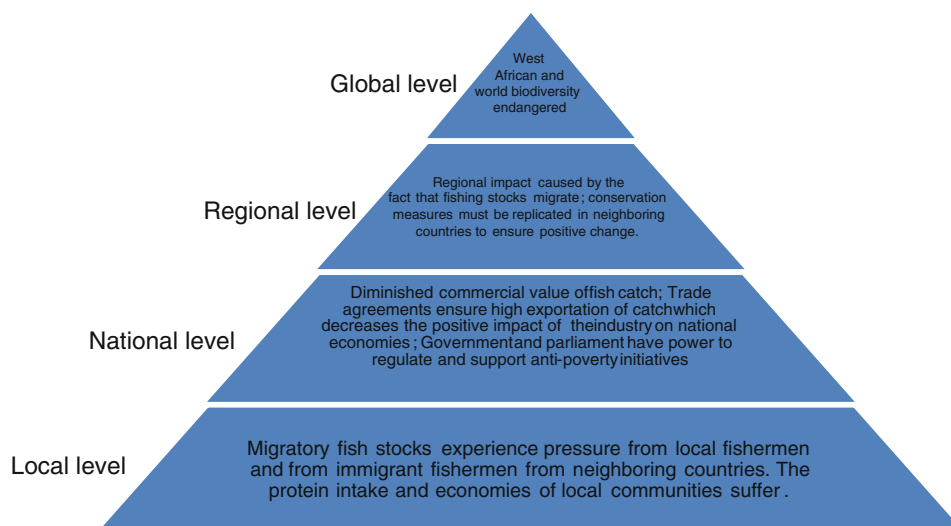 Global level
West
African and
world biodiversity
endangered
Regional level
Regional impact caused by the
fact that fishing stocks migrate; conservation
measures must be replicated in neighboring
countries to ensure positive change.
National level
Diminished commercial value offish catch; Trade
agreements ensure high exportation of catchwhich
decreases the positive impact of theindustry on national
economies; Governmentand parliament have power to
regulate and support anti-poverty initiatives
Local level
Migratory fish stocks experience pressure from local fishermen
and from immigrant fishermen from neighboring countries. The
protein intake and economies of local communities suffer.